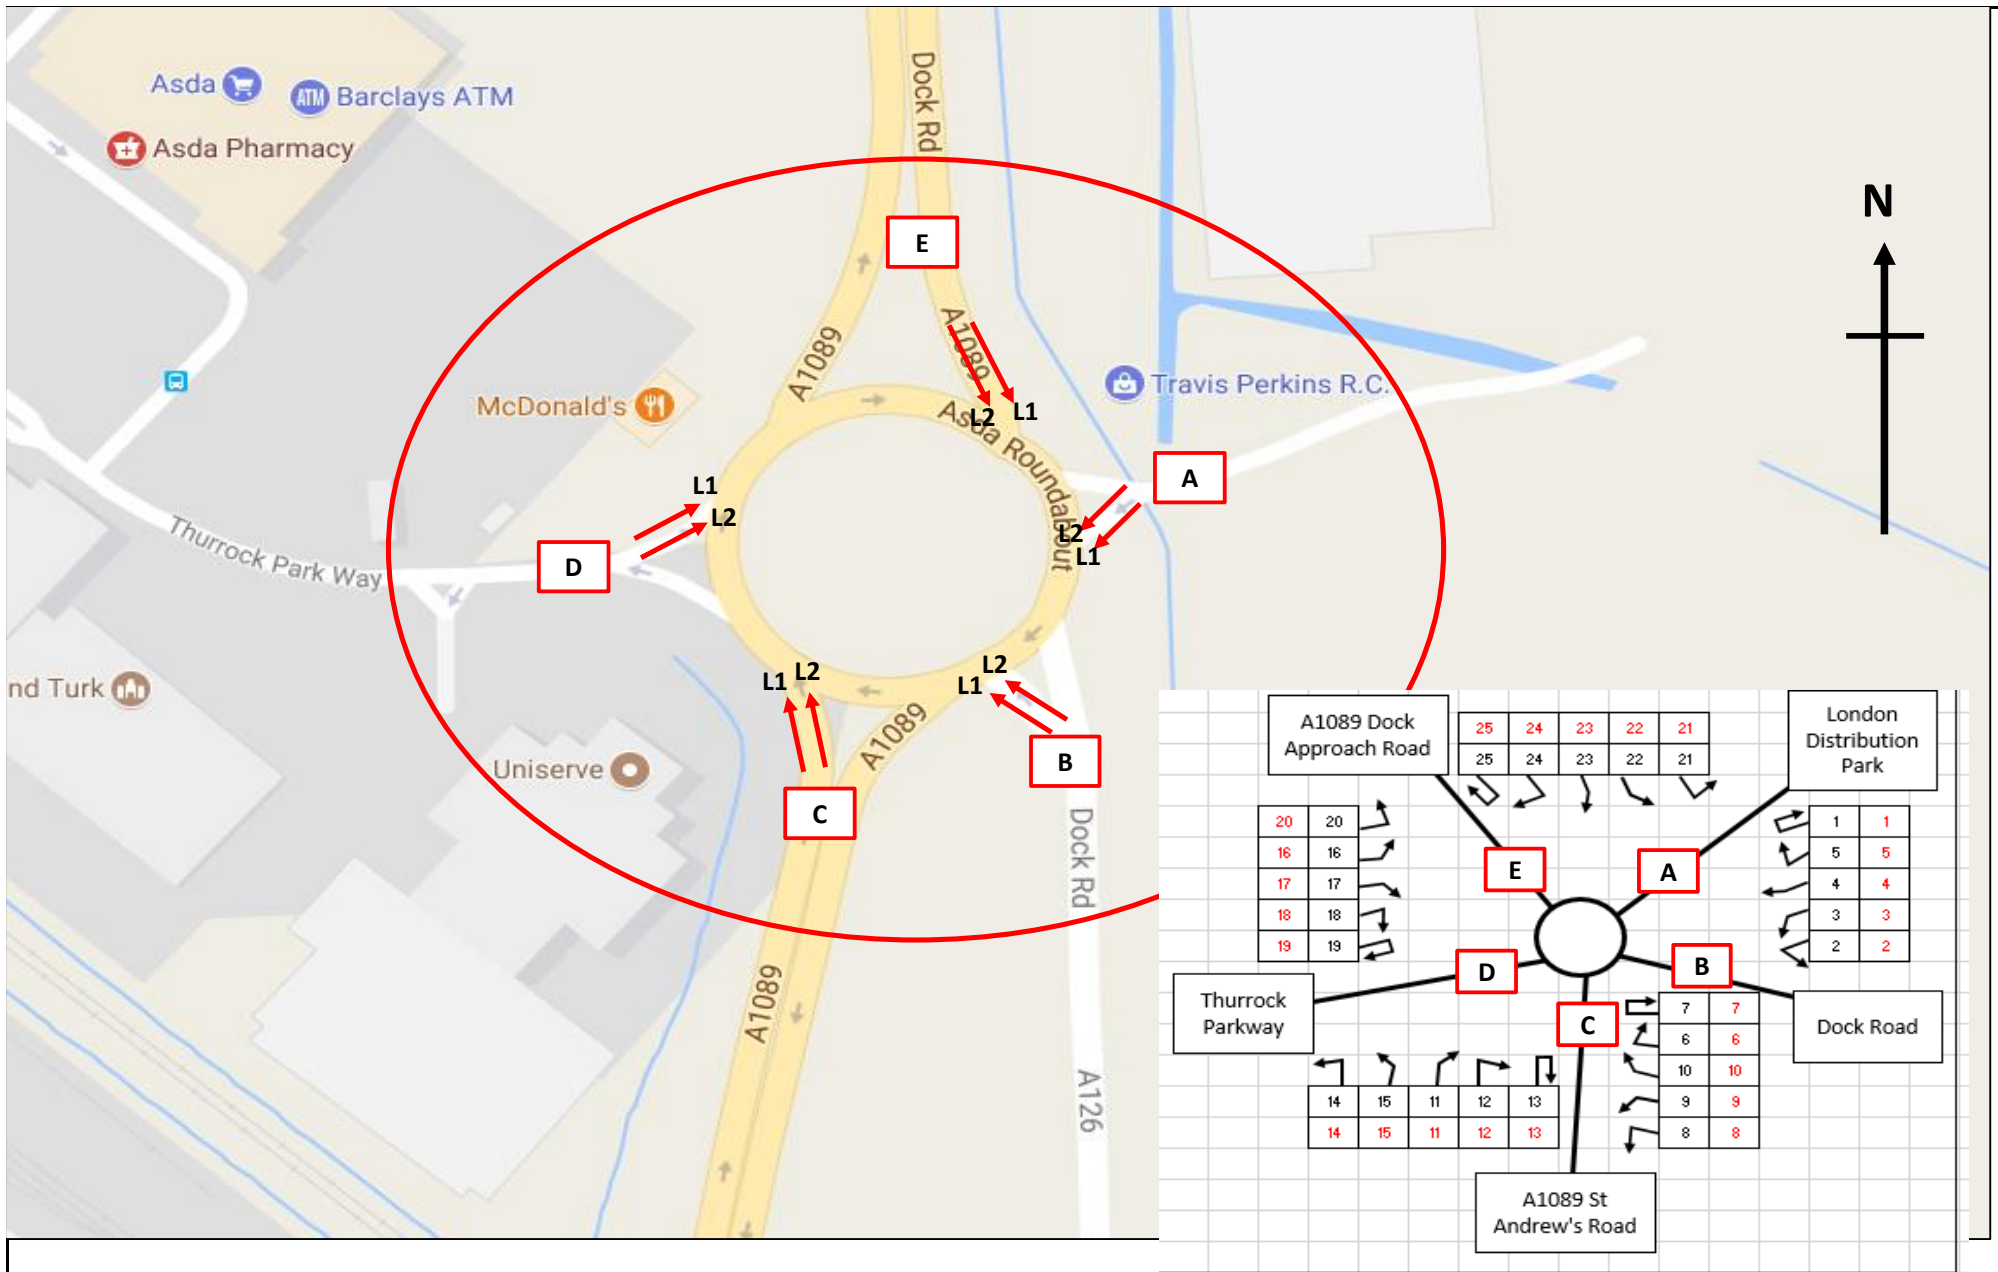 Asda
ATM
Barclays ATM
Asda Pharmacy
Dock Rd
N
E
A1089
A1089
Travis Perkins R.C.
McDonald's
L2
L1
Asda Roundabout
A
L1
L2
L2
L1
Thurrock Park Way
D
L1
L2
L2
L1
nd Turk
A1089
Uniserve
B
C
Dock Rd
A1089
A126
A1089 Dock
Approach Road
25 24 23 22 21
25 24 23 22 21
London
Distribution
Park
20 20
16 16
17 17
18 18
19 19
1 1
5 5
4 4
3 3
2 2
E
A
D
B
C
Thurrock
Parkway
Dock Road
7 7
6 6
10 10
9 9
8 8
14 15 11 12 13
14 15 11 12 13
A1089 St
Andrew's Road